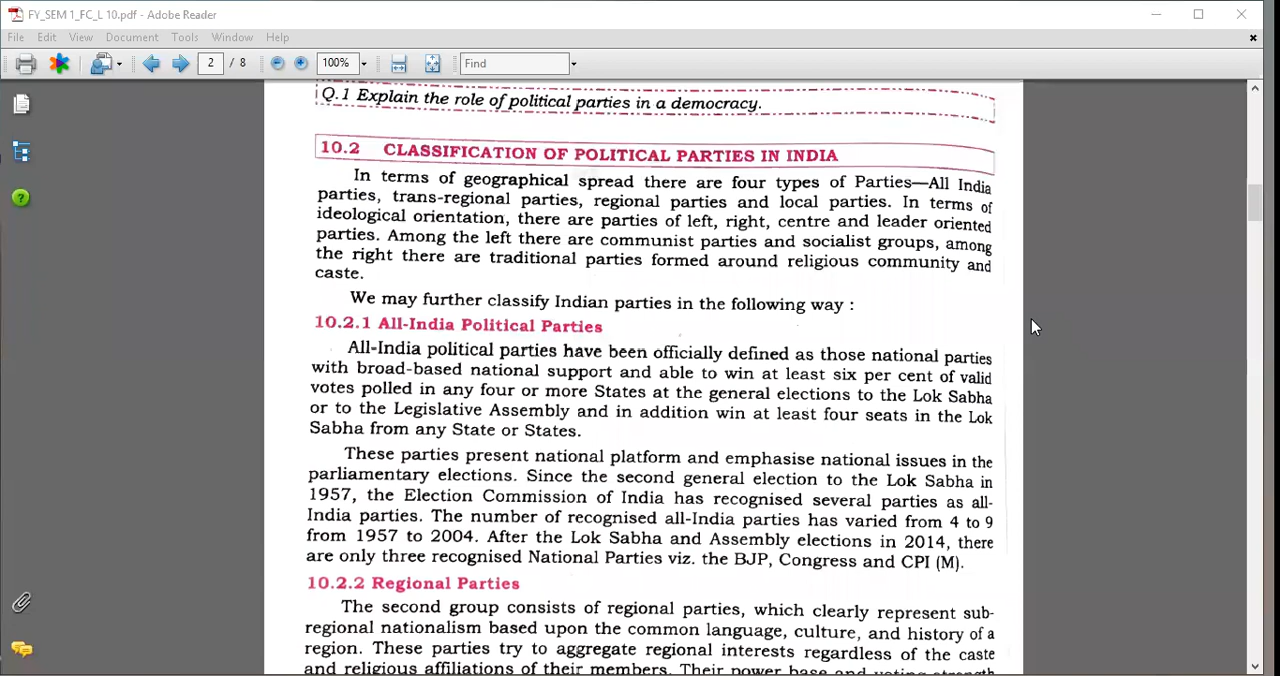 FY_SEM 1_FC_L 10.pdf - Adobe Reader
File Edit View Document Tools Window Help
2 / 8 100% Find
Q.1 Explain the role of political parties in a democracy.
10.2 CLASSIFICATION OF POLITICAL PARTIES IN INDIA
In terms of geographical spread there are four types of Parties—All India
parties, trans-regional parties, regional parties and local parties. In terms of
ideological orientation, there are parties of left, right, centre and leader oriented
parties. Among the left there are communist parties and socialist groups, among
the right there are traditional parties formed around religious community and
caste.
We may further classify Indian parties in the following way :
10.2.1 All-India Political Parties
All-India political parties have been officially defined as those national parties
with broad-based national support and able to win at least six per cent of valid
votes polled in any four or more States at the general elections to the Lok Sabha
or to the Legislative Assembly and in addition win at least four seats in the Lok
Sabha from any State or States.
These parties present national platform and emphasise national issues in the
parliamentary elections. Since the second general election to the Lok Sabha in
1957, the Election Commission of India has recognised several parties as all-
India parties. The number of recognised all-India parties has varied from 4 to 9
from 1957 to 2004. After the Lok Sabha and Assembly elections in 2014, there
are only three recognised National Parties viz. the BJP, Congress and CPI (M).
10.2.2 Regional Parties
The second group consists of regional parties, which clearly represent sub-
regional nationalism based upon the common language, culture, and history of a
region. These parties try to aggregate regional interests regardless of the caste
and religious affiliations of their members. Their power base and voting strength